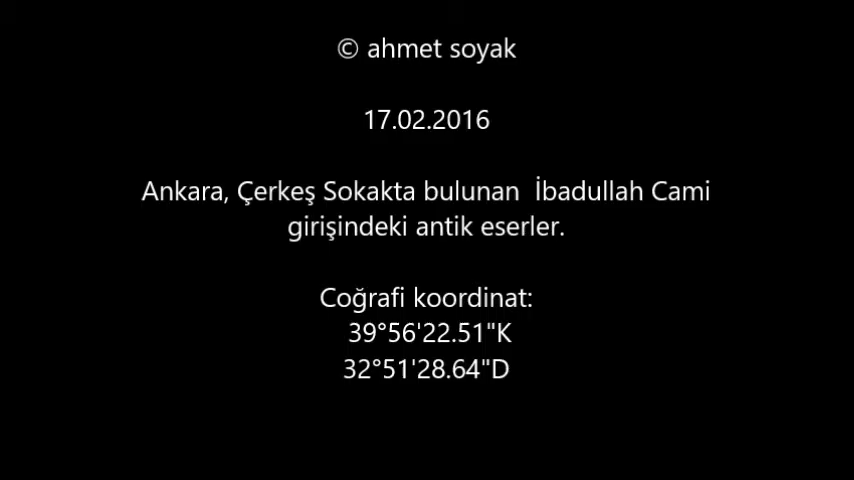 © ahmet soyak
17.02.2016
Ankara, Çerkeş Sokakta bulunan  İbadullah Cami
girişindeki antik eserler.
Coğrafi koordinat:
39°56'22.51"K
32°51'28.64"D